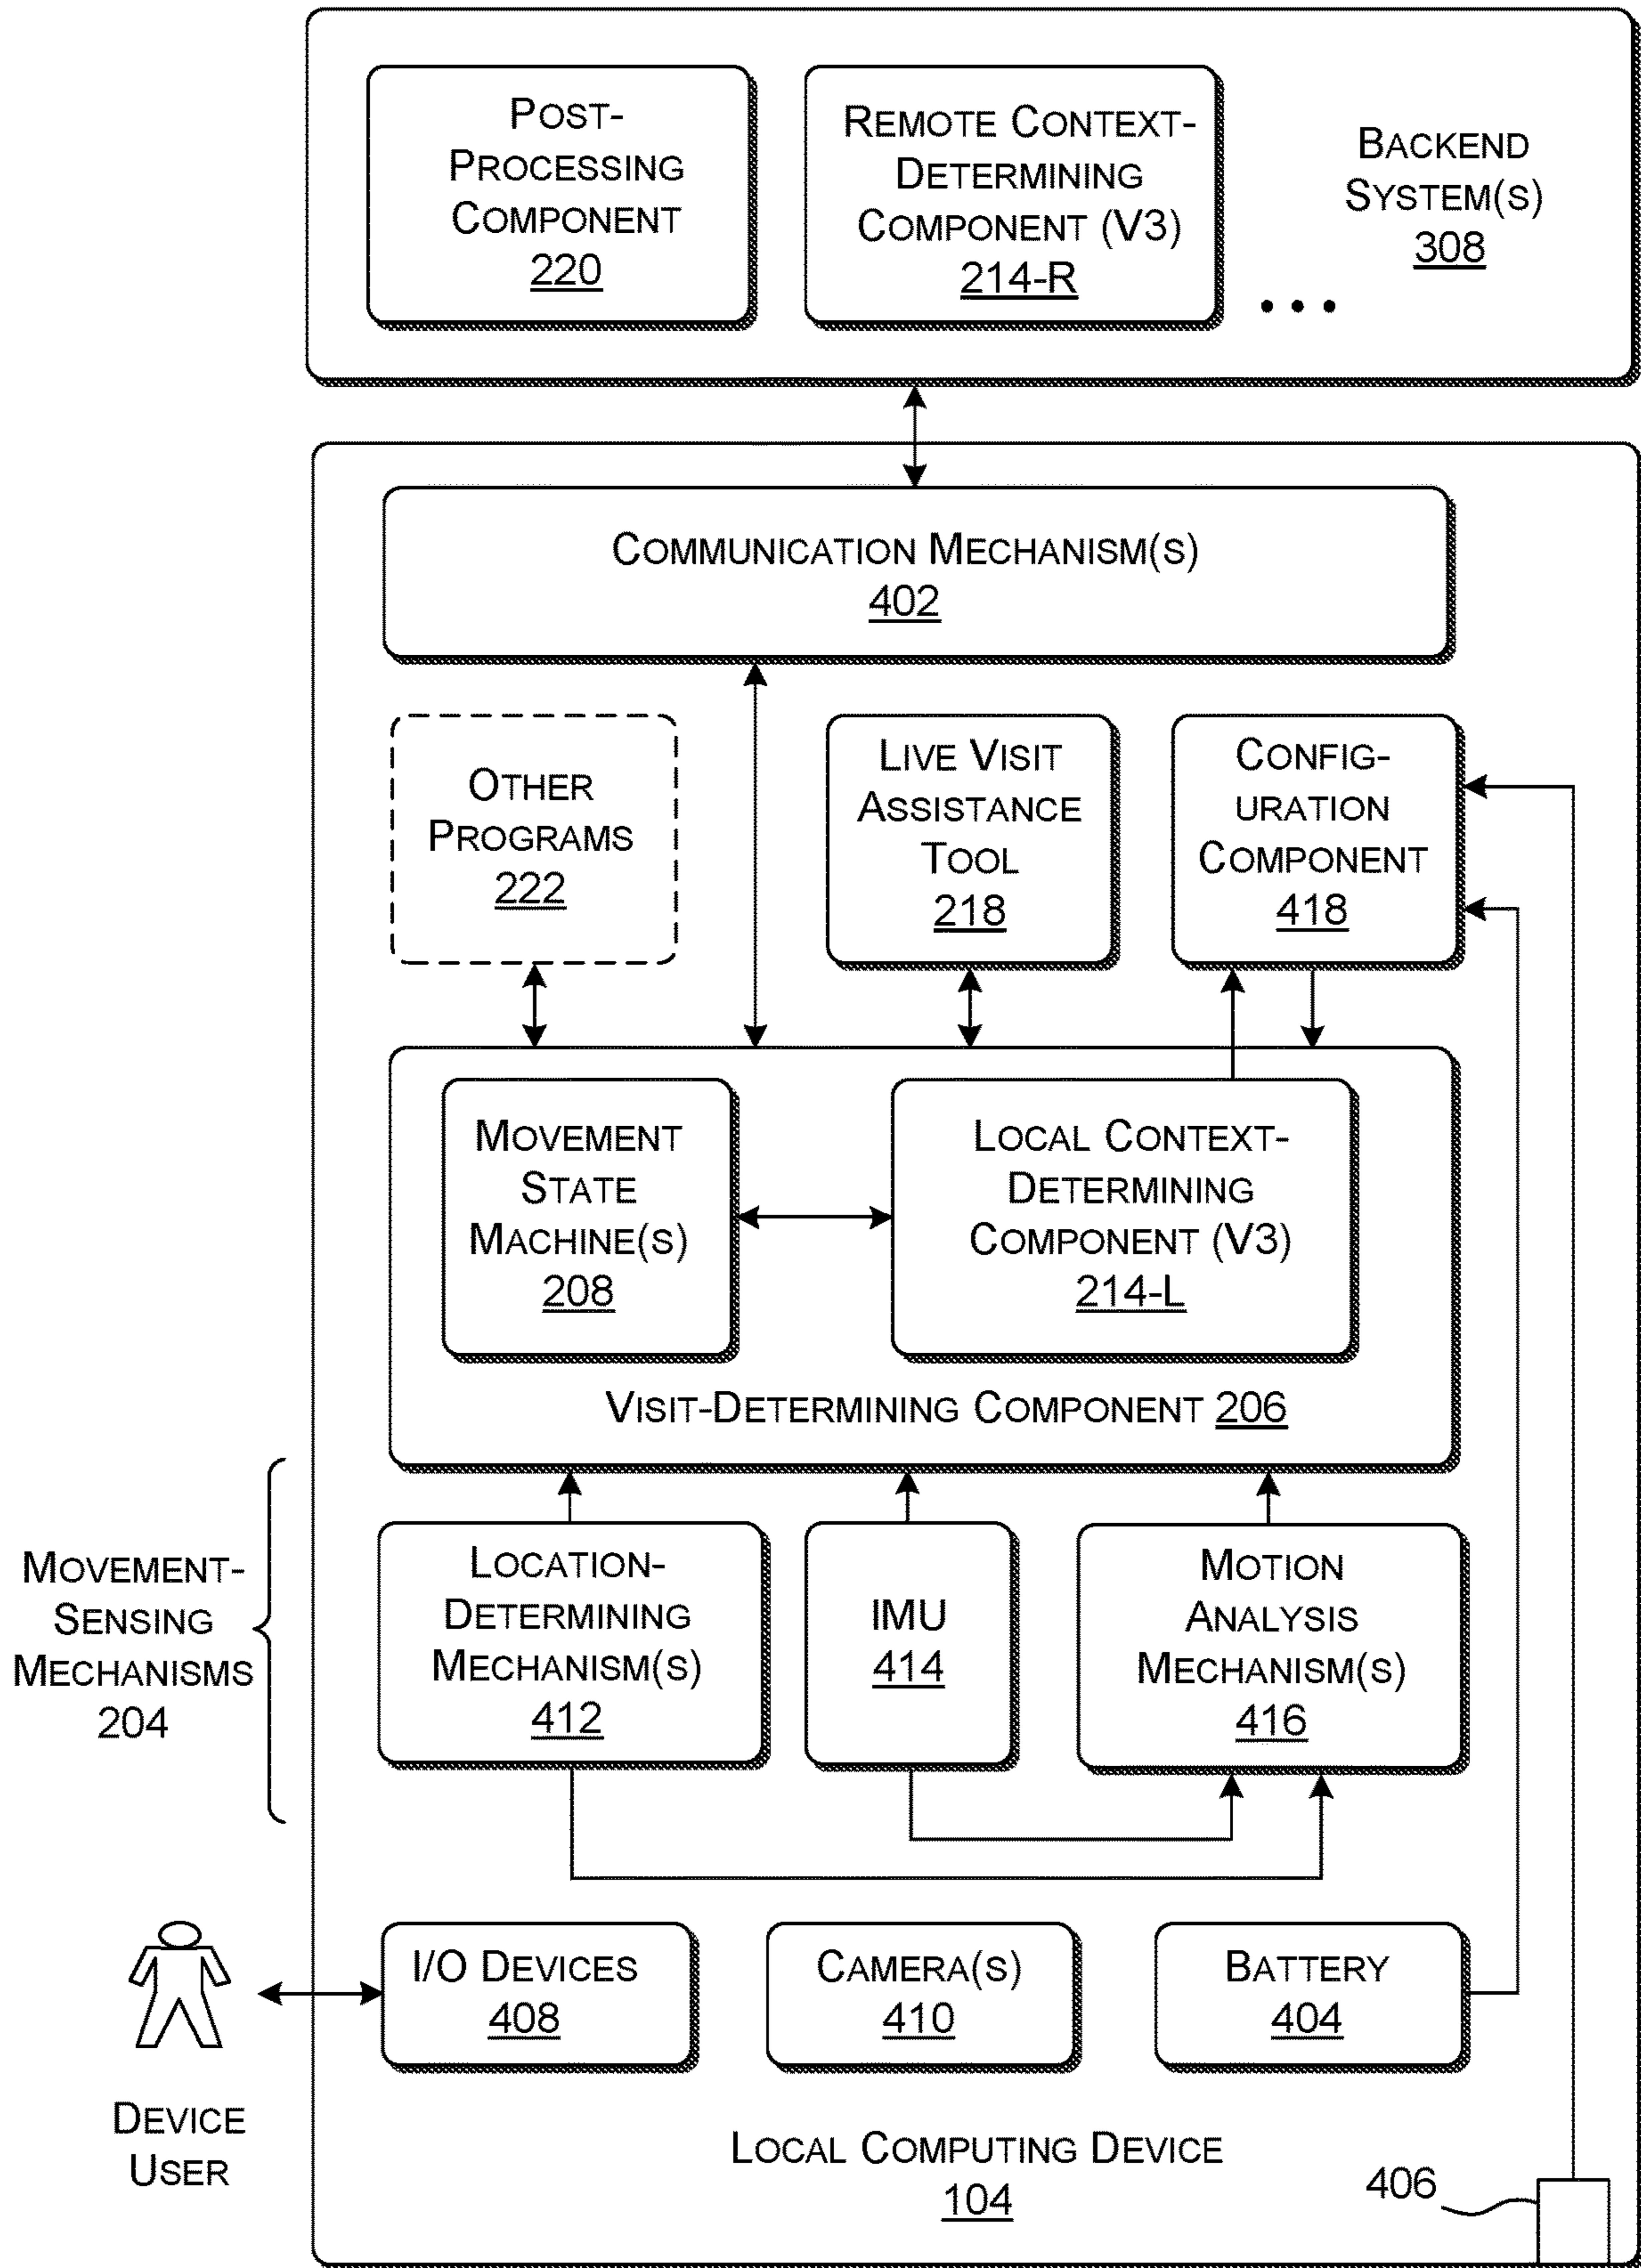 POST-
PROCESSING
COMPONENT
220
REMOTE CONTEXT-
DETERMINING
COMPONENT (V3)
214-R
BACKEND
SYSTEM(S)
308
...
COMMUNICATION MECHANISM(S)
402
OTHER
PROGRAMS
222
LIVE VISIT
ASSISTANCE
TOOL
218
CONFIG-
URATION
COMPONENT
418
MOVEMENT
STATE
MACHINE(S)
208
LOCAL CONTEXT-
DETERMINING
COMPONENT (V3)
214-L
VISIT-DETERMINING COMPONENT 206
MOVEMENT-
SENSING
MECHANISMS
204
LOCATION-
DETERMINING
MECHANISM(S)
412
IMU
414
MOTION
ANALYSIS
MECHANISM(S)
416
DEVICE
USER
I/O DEVICES
408
CAMERA(S)
410
BATTERY
404
LOCAL COMPUTING DEVICE
104
406